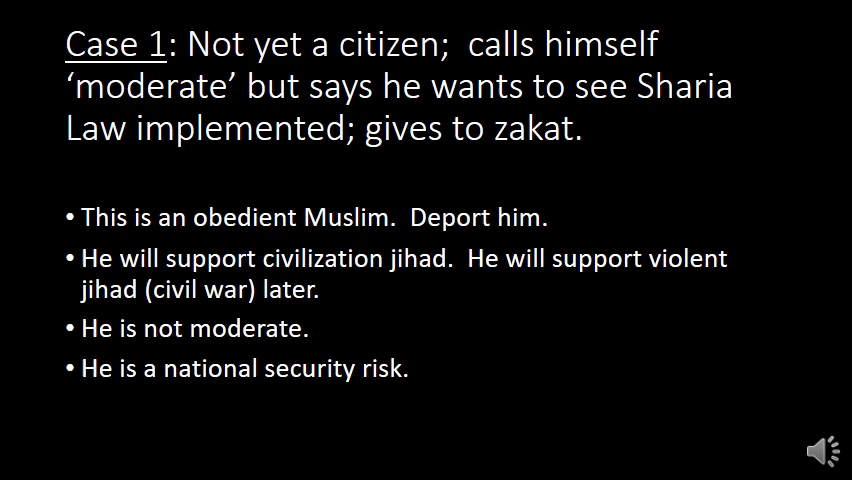 Case 1: Not yet a citizen;  calls himself
‘moderate’ but says he wants to see Sharia
Law implemented; gives to zakat.
• This is an obedient Muslim.  Deport him.
• He will support civilization jihad.  He will support violent
jihad (civil war) later.
• He is not moderate.
• He is a national security risk.